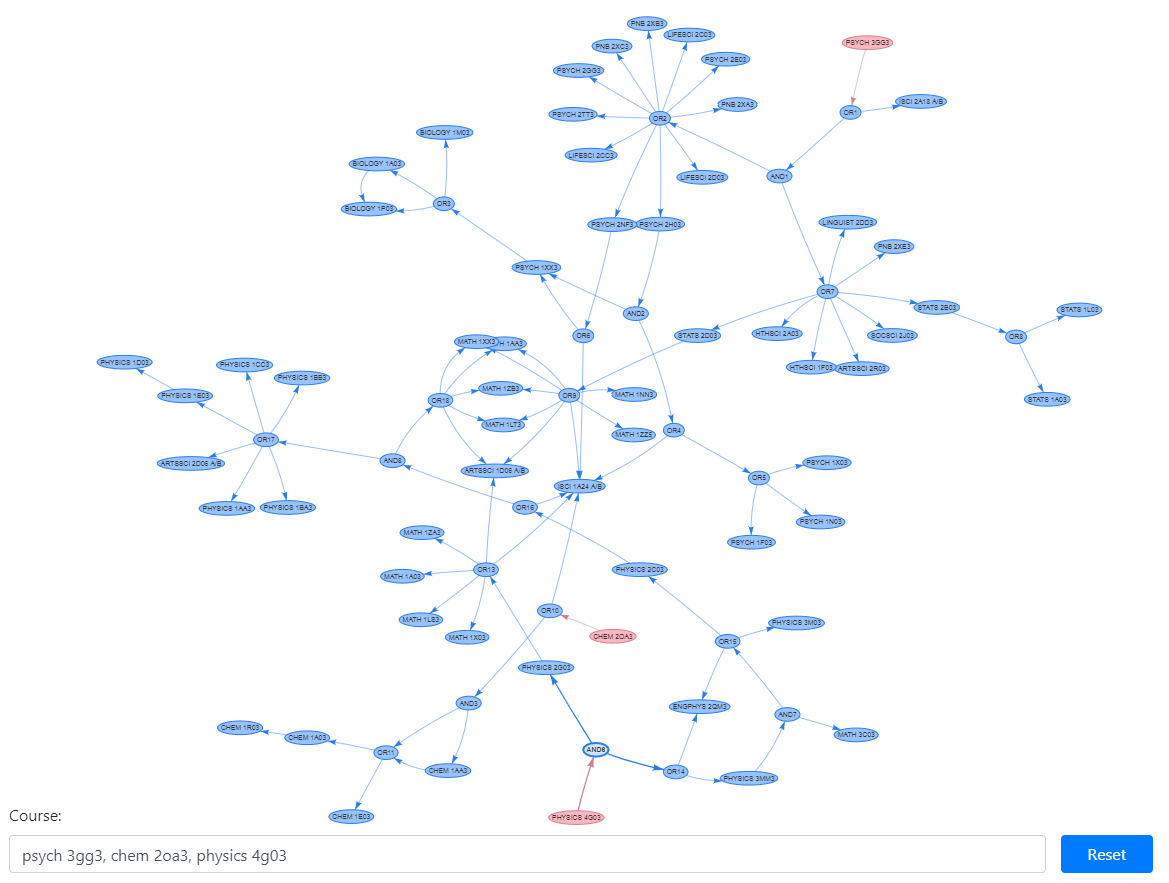 PNB 2XB3
LIFESCI 2C03
PSYCH 3GG3
PNB 2XC3
PSYCH 2E03
PSYCH 2GG3
ISCI 2A18 A/B
PNB 2XA3
OR1
PSYCH 2TT3
OR2
BIOLOGY 1M03
LIFESCI 2CC3
BIOLOGY 1A03
AND1
LIFESCI 2D03
OR3
BIOLOGY 1P03
LINGUIST 2DD3
PSYCH 2NF3
PSYCH 2H03
PNB 2XE3
PSYCH 1XX3
OR7
STATS 2B03
STATS 1L03
AND2
HTHSCI 2A03
OR6
STATS 2D03
SOCSCI 2J03
OR8
MATH 1XX3
H 1AA3
PHYSICS 1D03
PHYSICS 1CC3
HTHSCI 1F03
ARTSSCI 2R03
PHYSICS 1BB3
MATH 1ZB3
PHYSICS 1E03
OR9
MATH 1NN3
OR18
STATS 1A03
MATH 1LT3
OR4
MATH 1ZZ5
OR17
AND8
ARTSSCI 2D06 A/B
PSYCH 1X03
ARTSSCI 1D06 A/B
OR5
ISCI 1A24 A/B
PHYSICS 1AA3
PHYSICS 1BA3
OR16
PSYCH 1N03
MATH 1ZA3
PSYCH 1F03
OR13
PHYSICS 2C03
MATH 1A03
OR10
MATH 1LS3
PHYSICS 3M03
MATH 1X03
CHEM 2OA3
OR15
PHYSICS 2G03
AND3
ENGPHYS 2QM3
AND7
CHEM 1R03
CHEM 1A03
MATH 3C03
OR11
AND6
CHEM 1AA3
OR14
PHYSICS 3MM3
CHEM 1E03
PHYSICS 4G03
Course:
psych 3gg3, chem 2oa3, physics 4g03
Reset